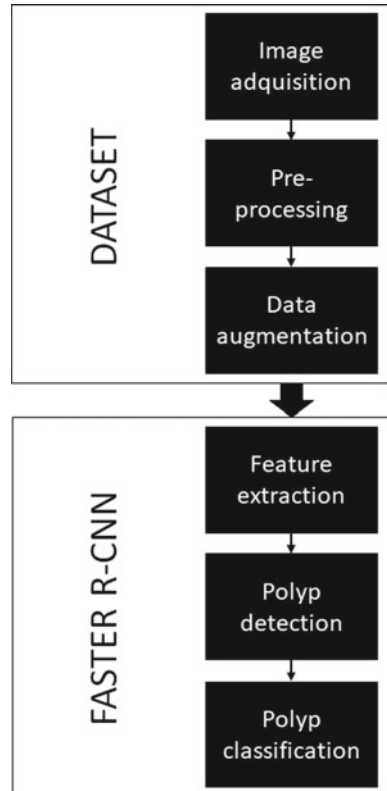 DATASET
Image
adquisition
Pre-
processing
Data
augmentation
FASTER R-CNN
Feature
extraction
Polyp
detection
Polyp
classification